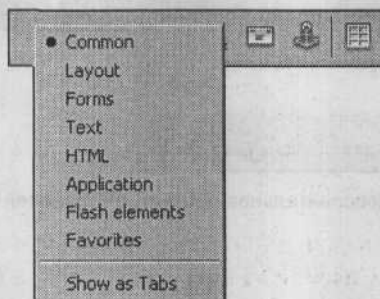 Common
Layout
Forms
Text
HTML
Application
Flash elements
Favorites
Show as Tabs